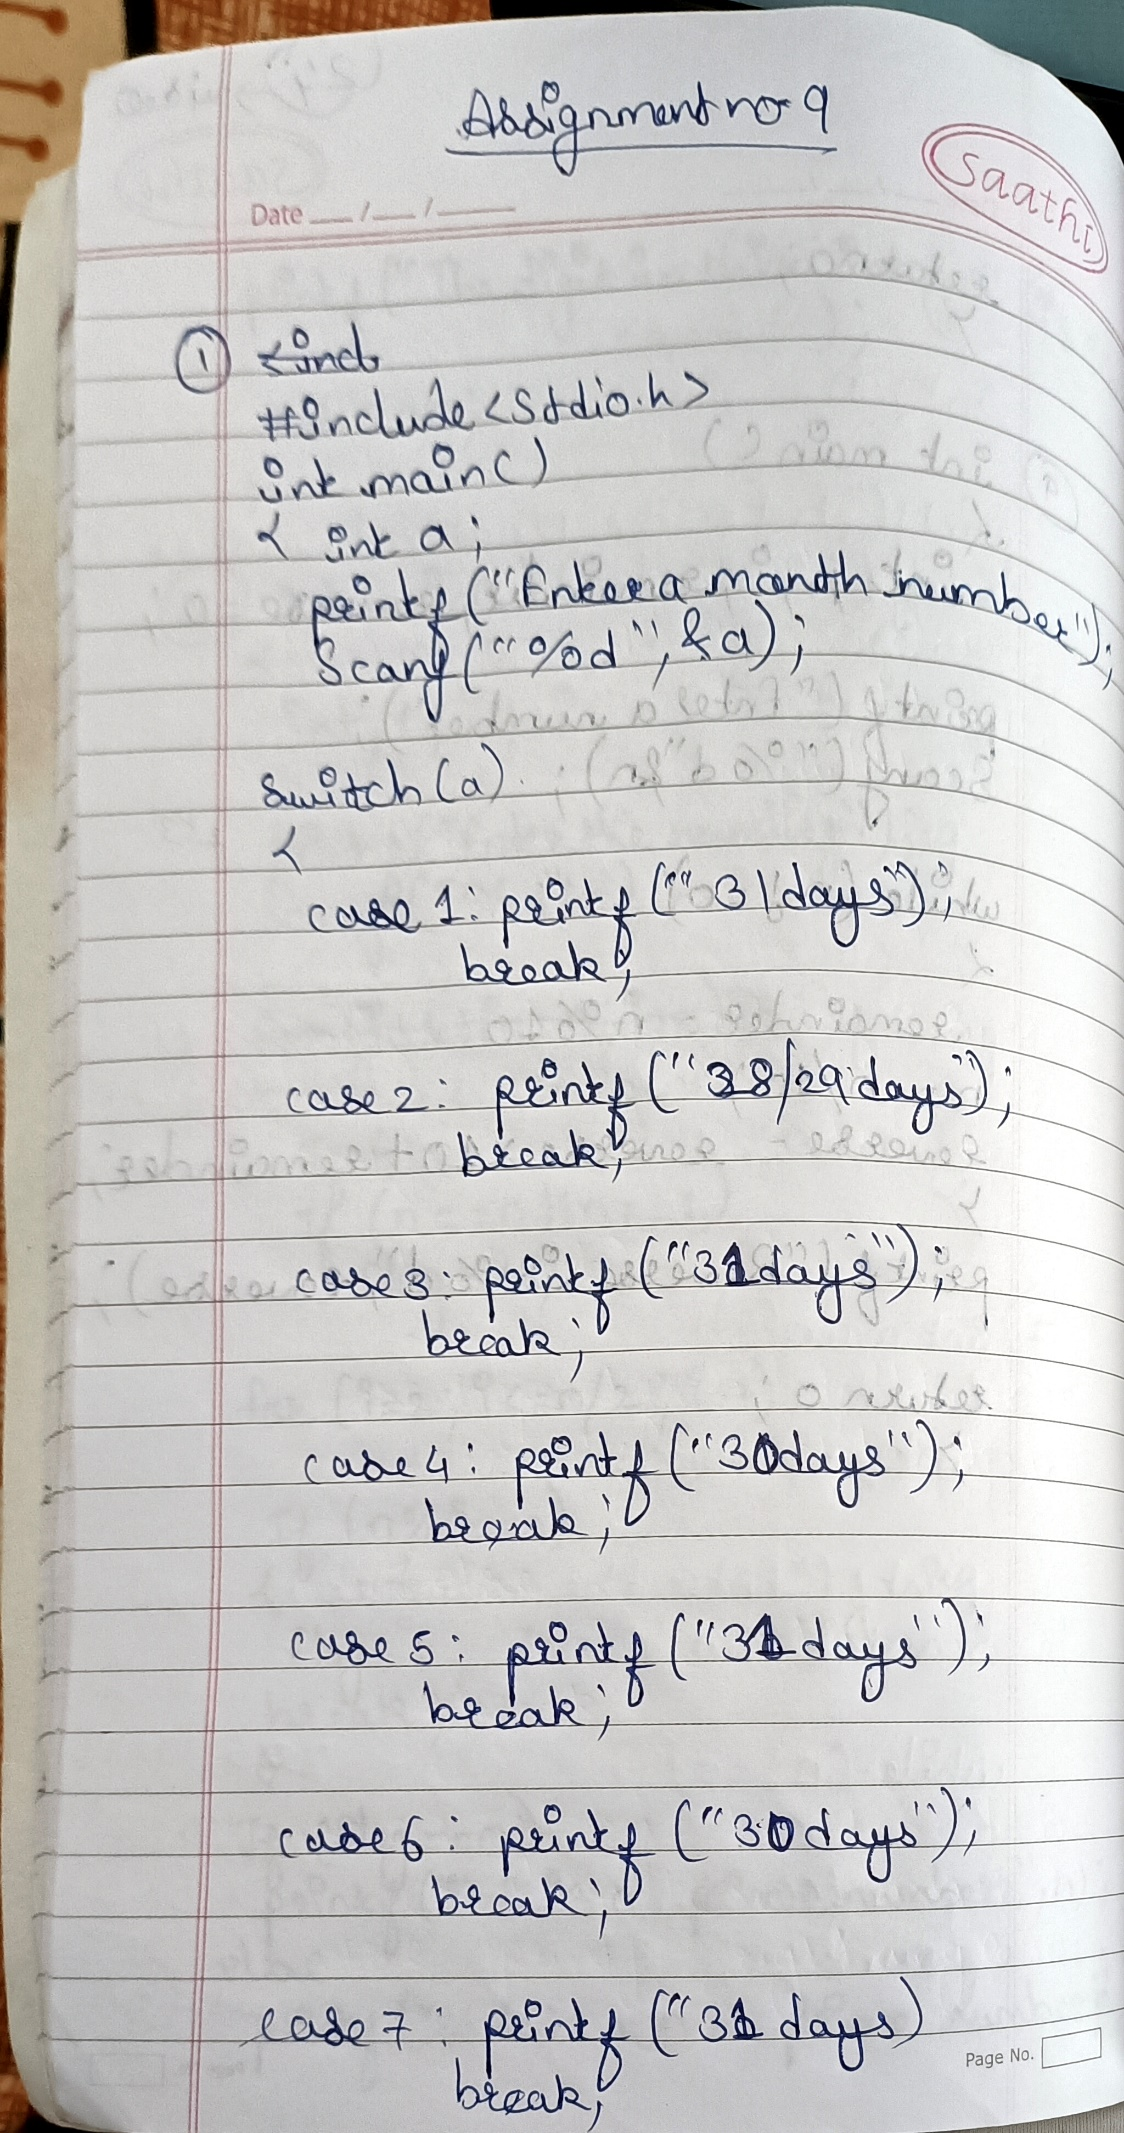 Assignment no 9
Saathi
Date __/__/____
① <incl
#include <stdio.h>
int main()
{ int a;
printf("Enter a month number");
Scanf("%d", &a);
switch(a)
{
case 1: printf("31days");
break;
case 2: printf("28/29 days");
break;
case 3: printf("31days");
break;
case 4: printf("30days");
break;
case 5: printf("31 days");
break;
case 6: printf("30 days");
break;
case 7: printf("31 days)
break;
Page No.